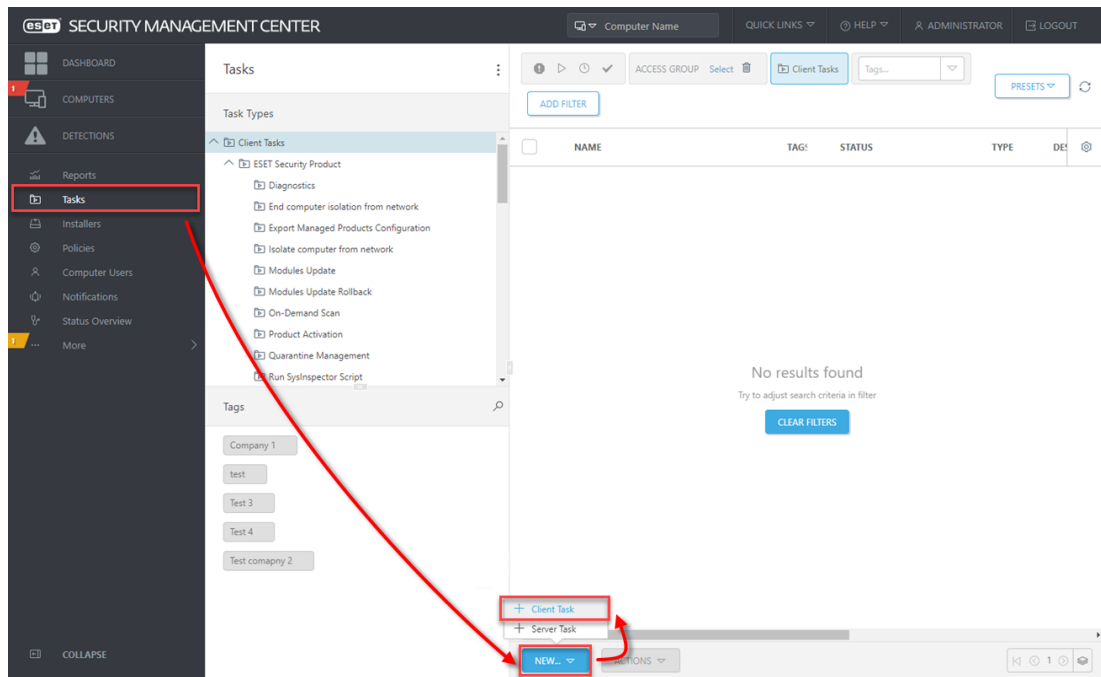 eset SECURITY MANAGEMENT CENTER
Computer Name
QUICK LINKS
HELP
ADMINISTRATOR
LOGOUT
DASHBOARD
1
COMPUTERS
DETECTIONS
Reports
Tasks
Installers
Policies
Computer Users
Notifications
Status Overview
1
More
COLLAPSE
Tasks
Task Types
Client Tasks
ESET Security Product
Diagnostics
End computer isolation from network
Export Managed Products Configuration
Isolate computer from network
Modules Update
Modules Update Rollback
On-Demand Scan
Product Activation
Quarantine Management
Run SysInspector Script
Tags
Company 1
test
Test 3
Test 4
Test comapny 2
ACCESS GROUP Select
Client Tasks
Tags...
PRESETS
ADD FILTER
NAME TAGS STATUS TYPE DES
No results found
Try to adjust search criteria in filter
CLEAR FILTERS
Client Task
Server Task
NEW...
ACTIONS
1